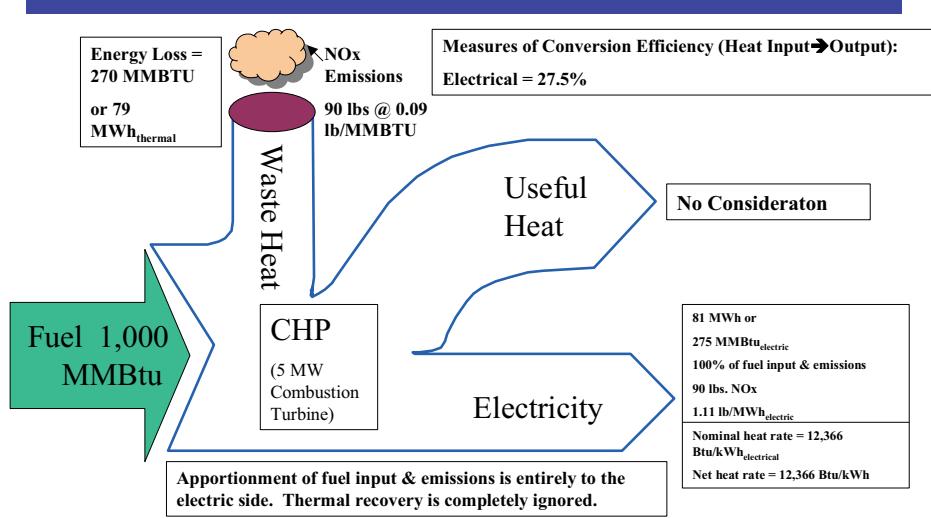 Energy Loss =
270 MMBTU
or 79
MWhthermal
NOx
Emissions
90 lbs @ 0.09
lb/MMBTU
Measures of Conversion Efficiency (Heat Input➔Output):
Electrical = 27.5%
Waste Heat
Useful
Heat
No Consideraton
Fuel 1,000
MMBtu
CHP
(5 MW
Combustion
Turbine)
Electricity
81 MWh or
275 MMBtuelectric
100% of fuel input & emissions
90 lbs. NOx
1.11 lb/MWhelectric
Nominal heat rate = 12,366
Btu/kWhelectrical
Net heat rate = 12,366 Btu/kWh
Apportionment of fuel input & emissions is entirely to the
electric side.  Thermal recovery is completely ignored.